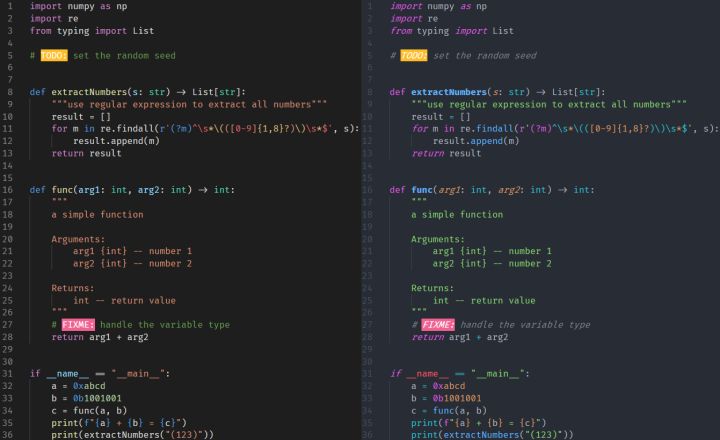 1 import numpy as np
2 import re
3 from typing import List
4
5 # TODO: set the random seed
6
7
8 def extractNumbers(s: str) → List[str]:
9 """use regular expression to extract all numbers"""
10 result = []
11 for m in re.findall(r'(?m)^\s*\(([0-9]{1,8}?)\)\s*$', s):
12 result.append(m)
13 return result
14
15
16 def func(arg1: int, arg2: int) → int:
17 """
18 a simple function
19
20 Arguments:
21 arg1 {int} -- number 1
22 arg2 {int} -- number 2
23
24 Returns:
25 int -- return value
26 """
27 # FIXME: handle the variable type
28 return arg1 + arg2
29
30
31 if __name__ == "__main__":
32 a = 0xabcd
33 b = 0b1001001
34 c = func(a, b)
35 print(f"{a} + {b} = {c}")
36 print(extractNumbers("(123)"))
1 import numpy as np
2 import re
3 from typing import List
4
5 # TODO: set the random seed
6
7
8 def extractNumbers(s: str) → List[str]:
9 """use regular expression to extract all numbers"""
10 result = []
11 for m in re.findall(r'(?m)^\s*\(([0-9]{1,8}?)\)\s*$', s):
12 result.append(m)
13 return result
14
15
16 def func(arg1: int, arg2: int) → int:
17 """
18 a simple function
19
20 Arguments:
21 arg1 {int} -- number 1
22 arg2 {int} -- number 2
23
24 Returns:
25 int -- return value
26 """
27 # FIXME: handle the variable type
28 return arg1 + arg2
29
30
31 if __name__ == "__main__":
32 a = 0xabcd
33 b = 0b1001001
34 c = func(a, b)
35 print(f"{a} + {b} = {c}")
36 print(extractNumbers("(123)"))